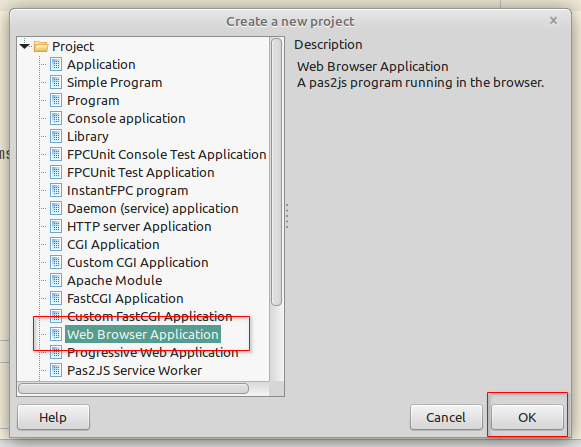 Create a new project
Project
Application
Simple Program
Program
Console application
Library
FPCUnit Console Test Application
FPCUnit Test Application
InstantFPC program
Daemon (service) application
HTTP server Application
CGI Application
Custom CGI Application
Apache Module
FastCGI Application
Custom FastCGI Application
Web Browser Application
Progressive Web Application
Pas2JS Service Worker
Description
Web Browser Application
A pas2js program running in the browser.
Help
Cancel
OK